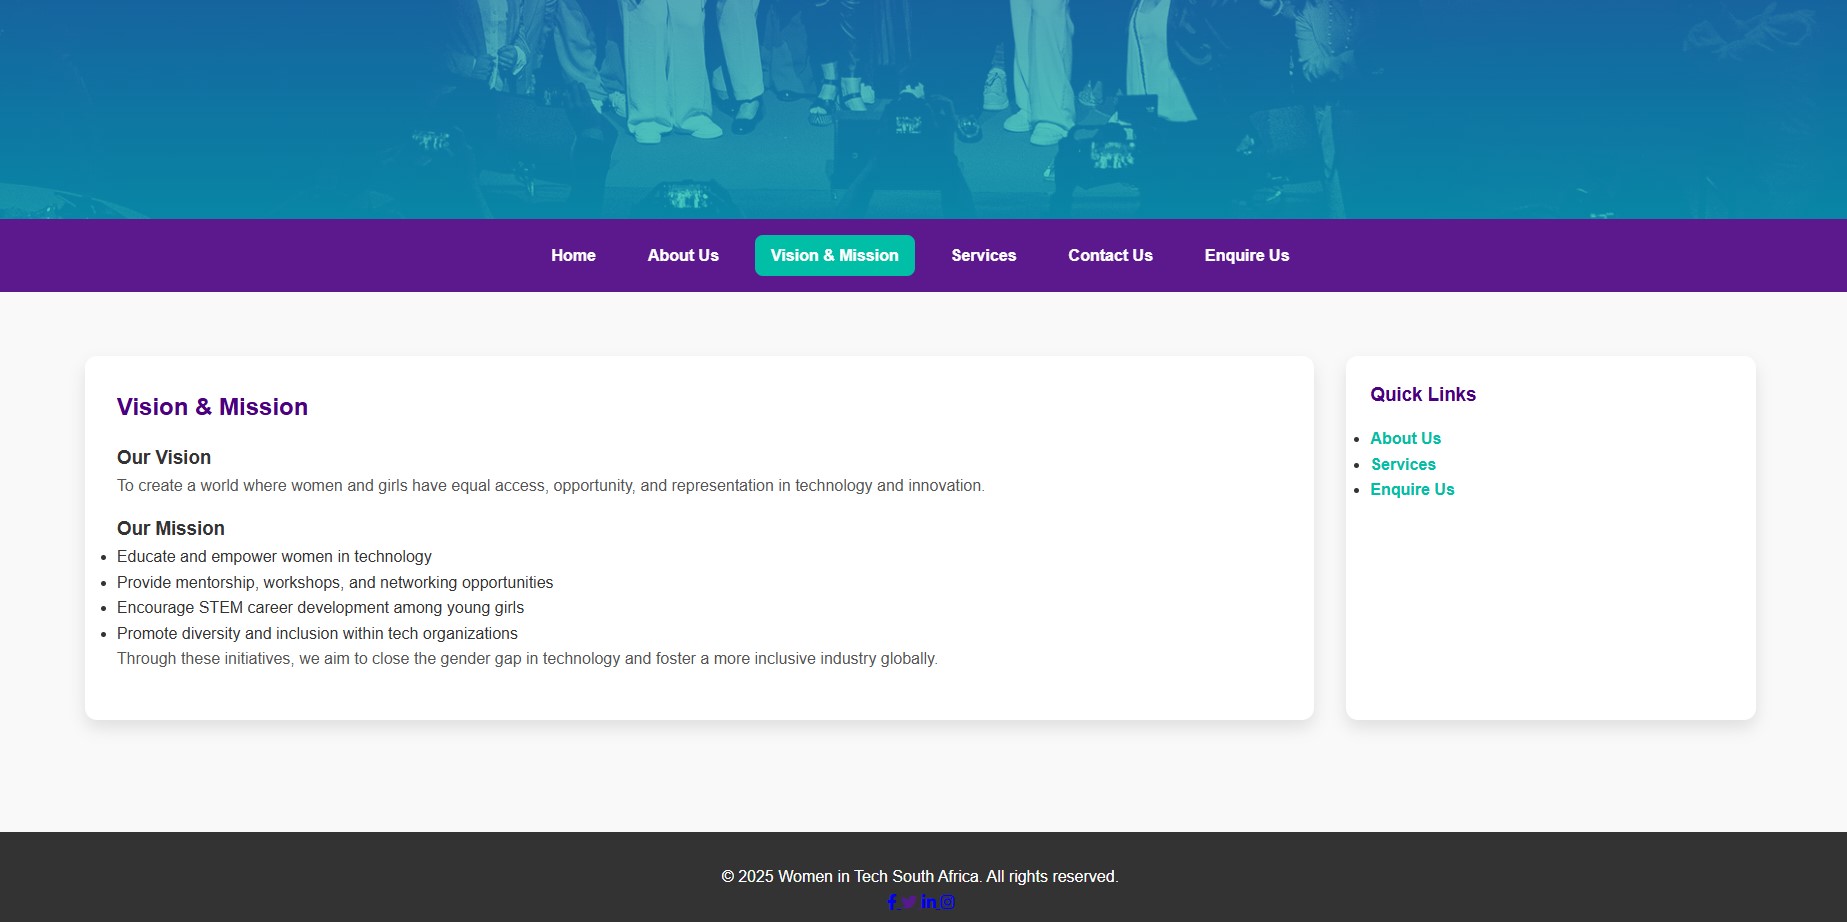 Home About Us Vision & Mission Services Contact Us Enquire Us
Vision & Mission
Our Vision
To create a world where women and girls have equal access, opportunity, and representation in technology and innovation.
Our Mission
Educate and empower women in technology
Provide mentorship, workshops, and networking opportunities
Encourage STEM career development among young girls
Promote diversity and inclusion within tech organizations
Through these initiatives, we aim to close the gender gap in technology and foster a more inclusive industry globally.
Quick Links
About Us
Services
Enquire Us
© 2025 Women in Tech South Africa. All rights reserved.